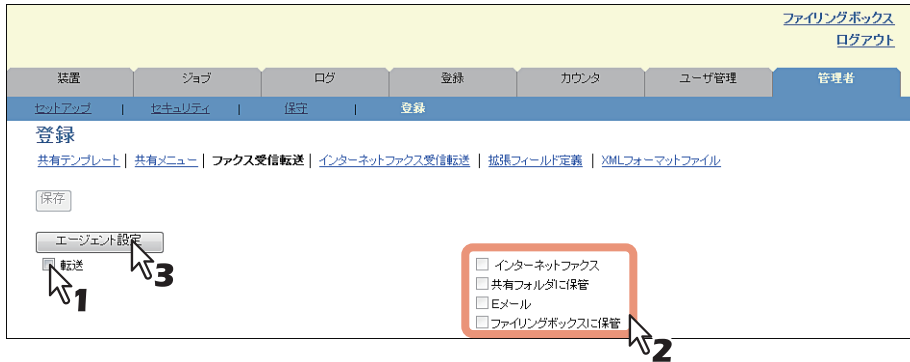 ファイリングボックス
ログアウト
装置 ジョブ ログ 登録 カウンタ ユーザ管理 管理者
セットアップ | セキュリティ | 保守 | 登録
登録
共有テンプレート | 共有メニュー | ファクス受信転送 | インターネットファクス受信転送 | 拡張フィールド定義 | XMLフォーマットファイル
保存
エージェント設定
転送
3
1
インターネットファクス
共有フォルダに保管
Eメール
ファイリングボックスに保管
2